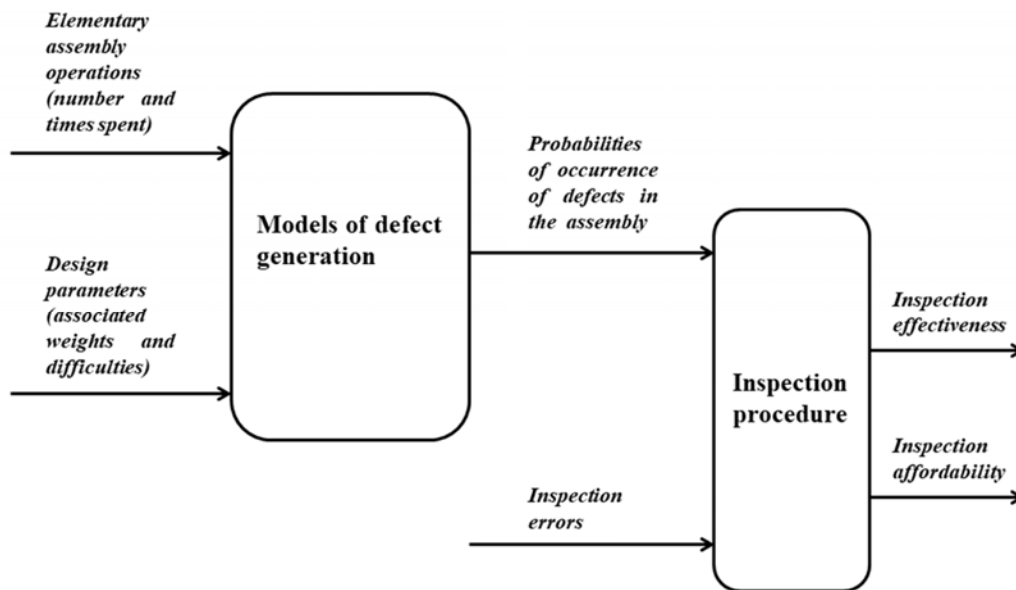 Elementary
assembly
operations
(number and
times spent)
Design
parameters
(associated
weights and
difficulties)
Models of defect
generation
Probabilities
of occurrence
of defects in
the assembly
Inspection
errors
Inspection
procedure
Inspection
effectiveness
Inspection
affordability